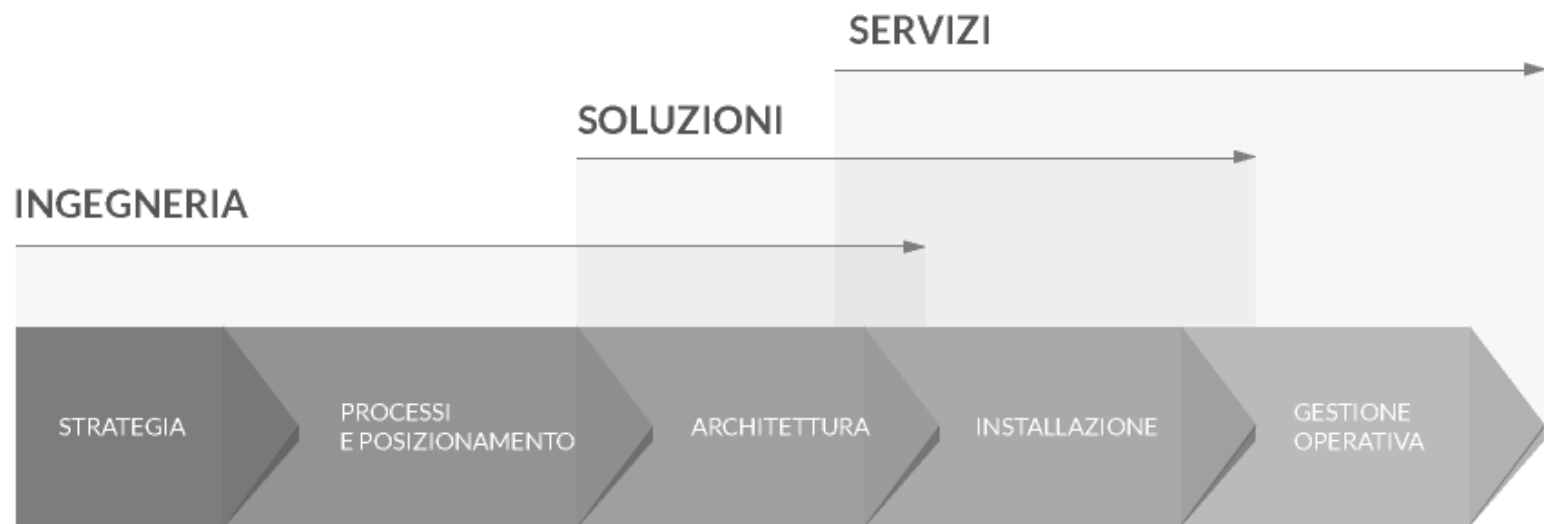 SERVIZI
SOLUZIONI
INGEGNERIA
STRATEGIA
PROCESSI
E POSIZIONAMENTO
ARCHITETTURA
INSTALLAZIONE
GESTIONE
OPERATIVA